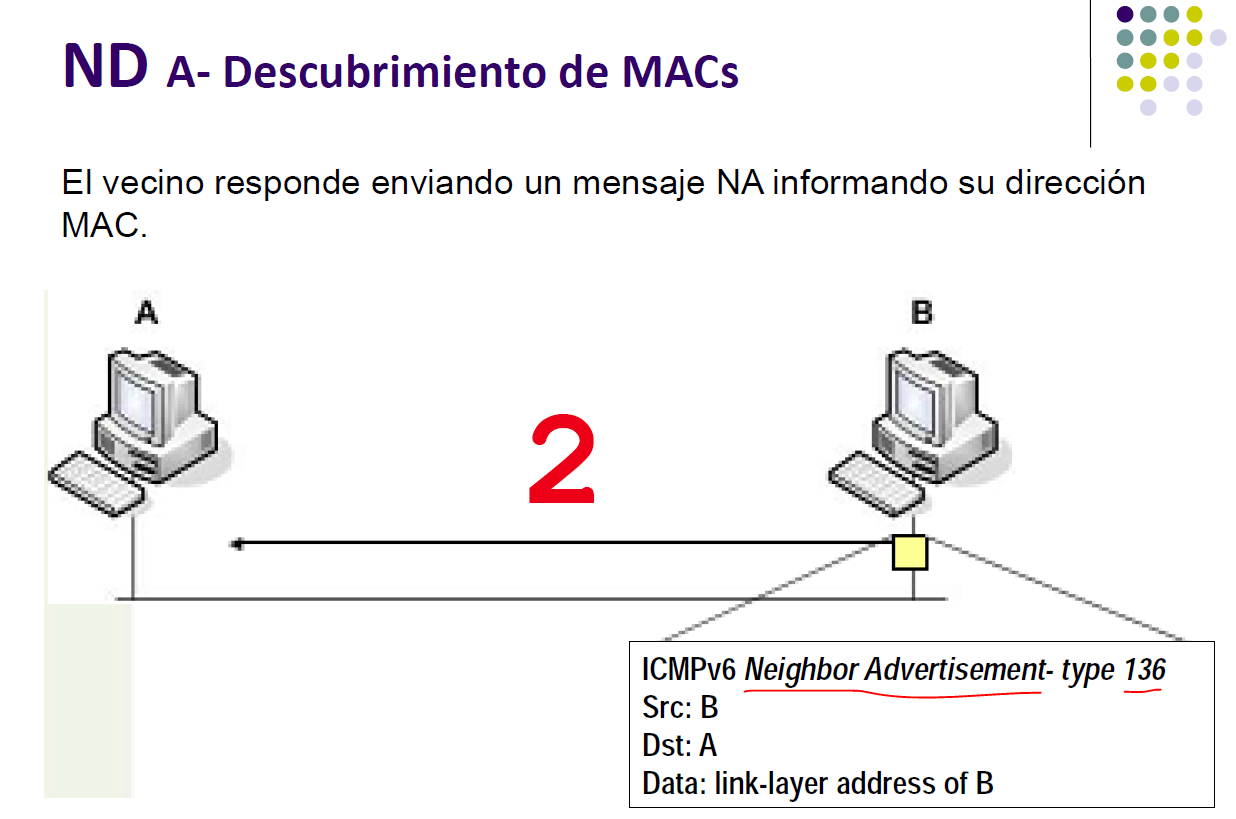 ND A- Descubrimiento de MACs
El vecino responde enviando un mensaje NA informando su dirección
MAC.
A
B
2
ICMPv6 Neighbor Advertisement- type 136
Src: B
Dst: A
Data: link-layer address of B